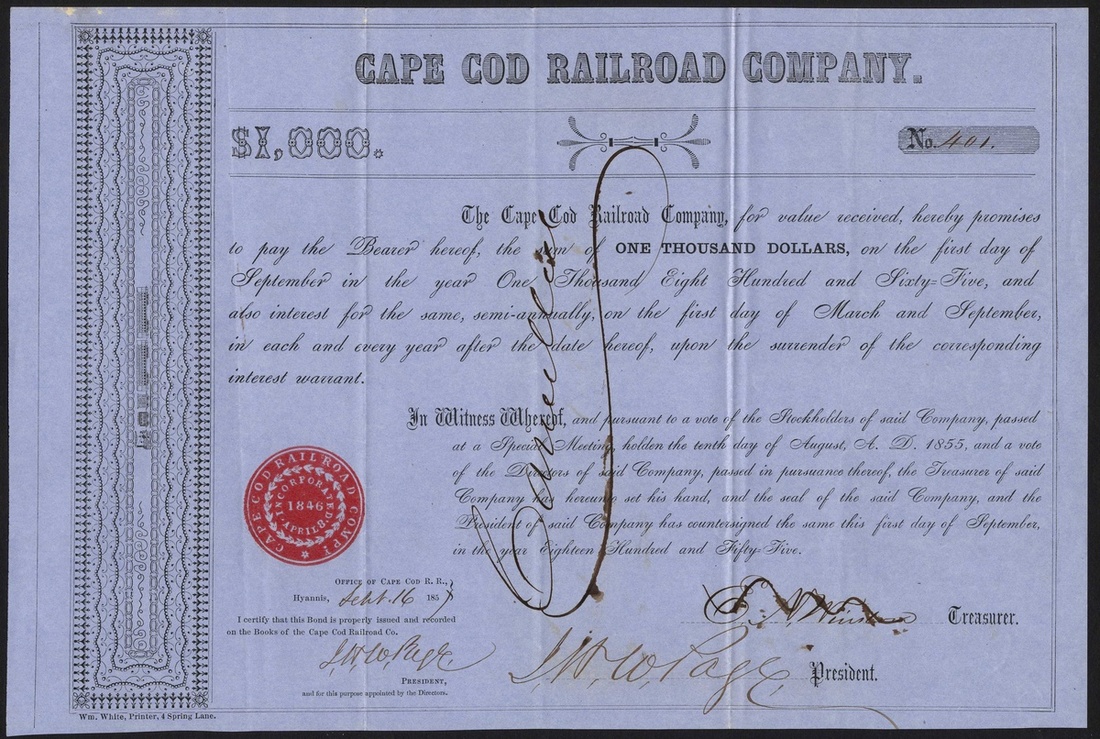 CAPE COD RAILROAD COMPANY.
$1,000.
No. 401.
The Cape Cod Railroad Company, for value received, hereby promises
to pay the Bearer hereof, the sum of ONE THOUSAND DOLLARS, on the first day of
September in the year One Thousand Eight Hundred and Sixty=Five, and
also interest for the same, semi-annually, on the first day of March and September,
in each and every year after the date hereof, upon the surrender of the corresponding
interest warrant.
In Witness Whereof, and pursuant to a vote of the Stockholders of said Company, passed
at a Special Meeting, holden the tenth day of August, A. D. 1855, and a vote
of the Directors of said Company, passed in pursuance thereof, the Treasurer of said
Company has hereunto set his hand, and the seal of the said Company, and the
President of said Company has countersigned the same this first day of September,
in the year Eighteen Hundred and Fifty=Five.
Cancelled
CAPE COD RAILROAD COMPY.
INCORPORATED
1846
APRIL 8.
OFFICE OF CAPE COD R. R.,
Hyannis, Sept. 16 1857
I certify that this Bond is properly issued and recorded
on the Books of the Cape Cod Railroad Co.
J.W.W. Page
PRESIDENT,
and for this purpose appointed by the Directors.
Treasurer.
J.W.W. Page, President.
Wm. White, Printer, 4 Spring Lane.